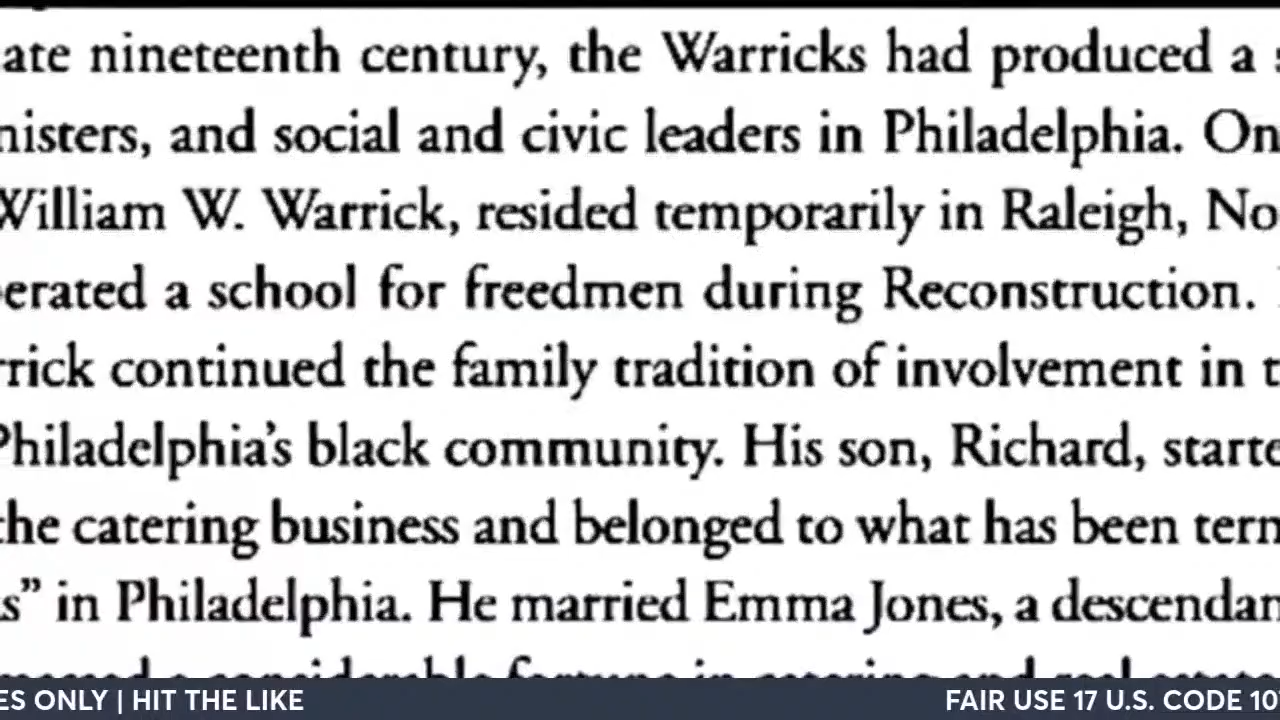 ate nineteenth century, the Warricks had produced a
nisters, and social and civic leaders in Philadelphia. On
William W. Warrick, resided temporarily in Raleigh, No
erated a school for freedmen during Reconstruction.
rrick continued the family tradition of involvement in t
Philadelphia's black community. His son, Richard, starte
the catering business and belonged to what has been term
s” in Philadelphia. He married Emma Jones, a descendan
ES ONLY | HIT THE LIKE
FAIR USE 17 U.S. CODE 10